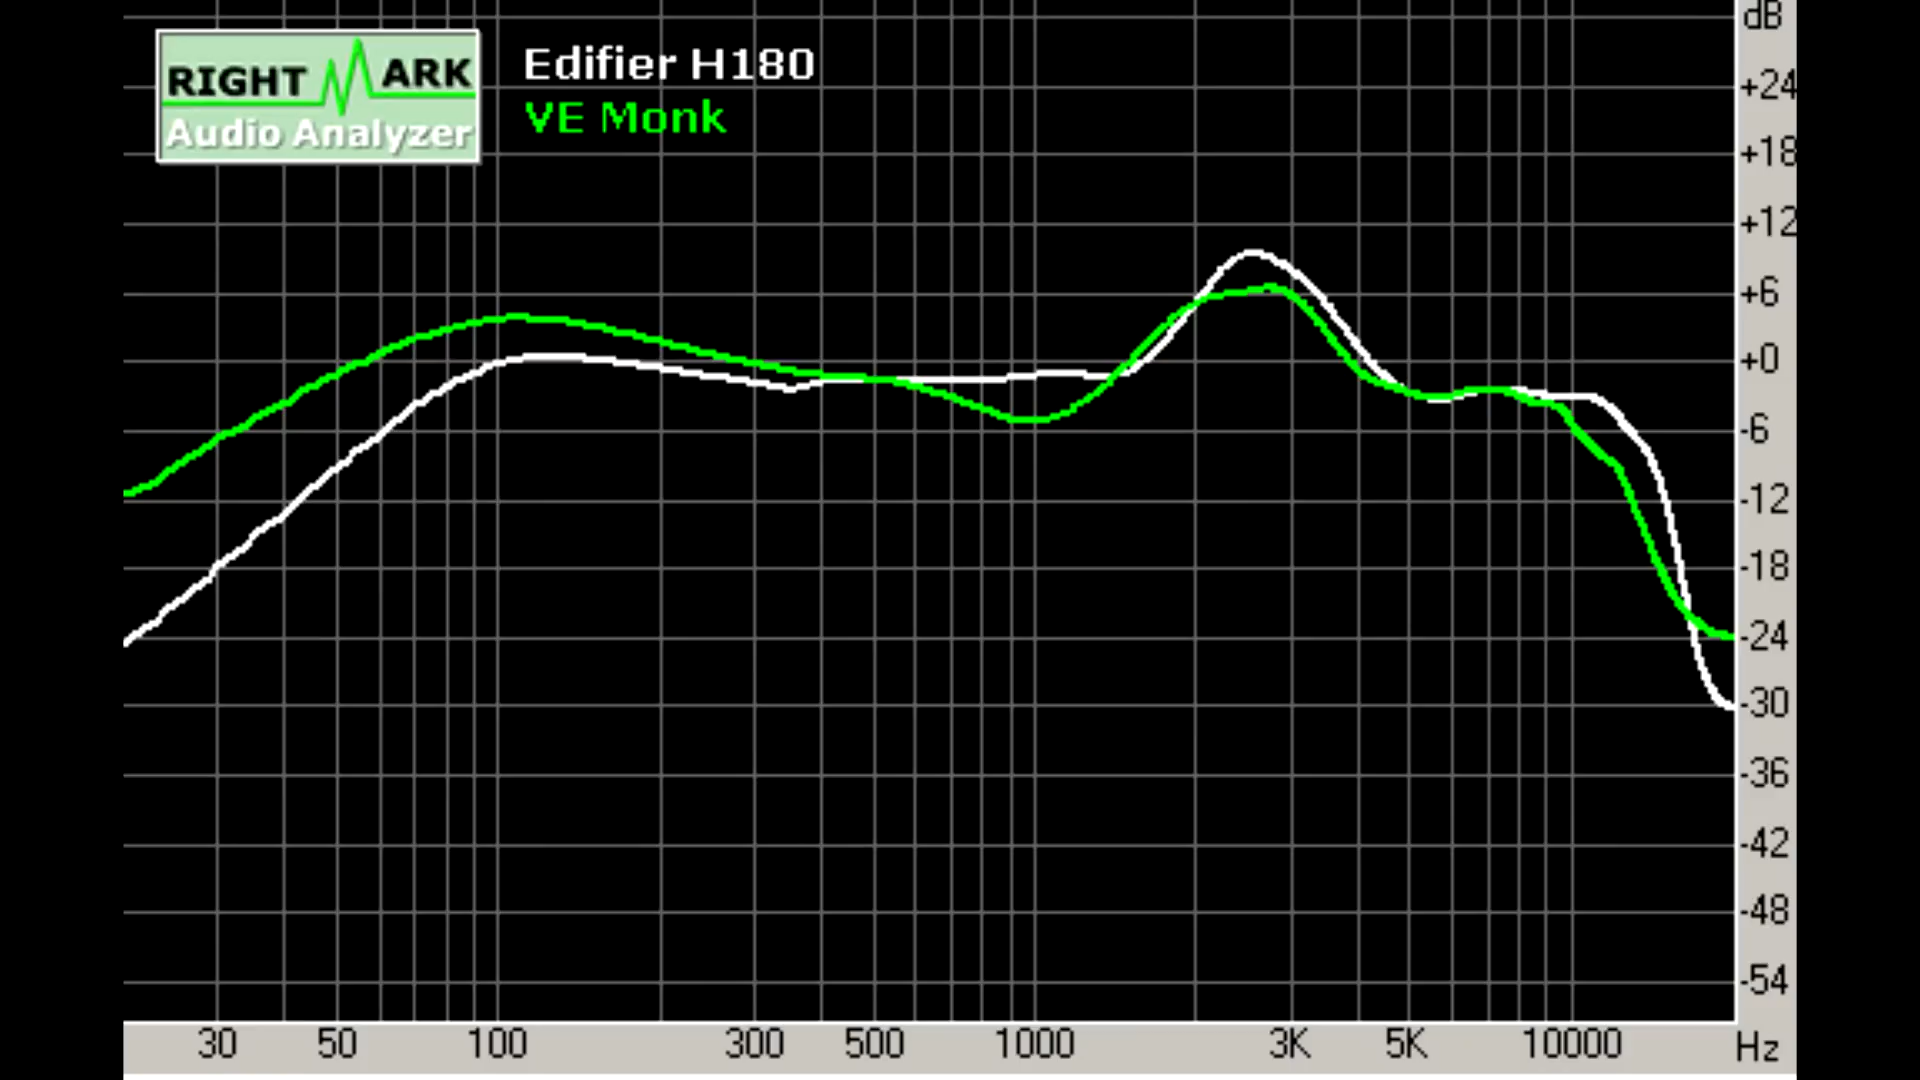 RIGHT MARK
Audio Analyzer
Edifier H180
VE Monk
dB
+24
+18
+12
+6
+0
-6
-12
-18
-24
-30
-36
-42
-48
-54
30 50 100 300 500 1000 3K 5K 10000 Hz